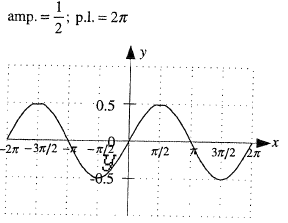 amp. = 1/2; p.l. = 2π
y
0.5
-2π -3π/2 -π -π/2 0 π/2 π 3π/2 2π x
y
-0.5